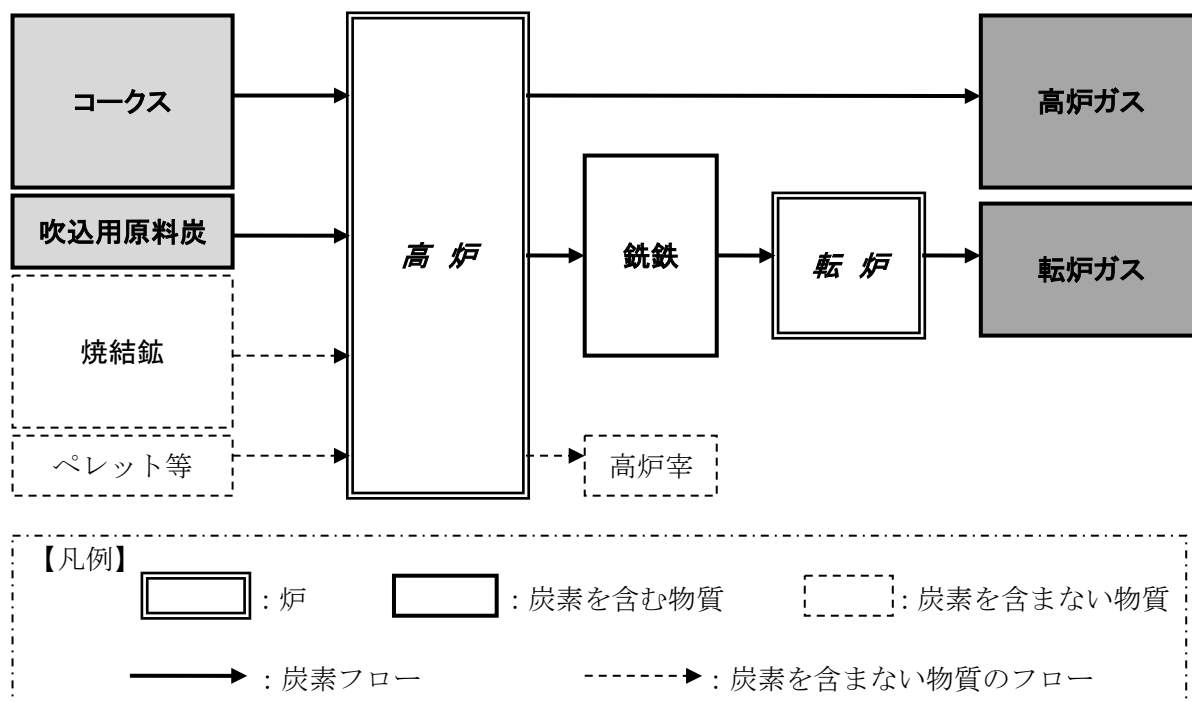 コークス
高炉ガス
吹込用原料炭
高 炉
銑鉄
転 炉
転炉ガス
焼結鉱
ペレット等
高炉宰
【凡例】
：炉
：炭素を含む物質
：炭素を含まない物質
：炭素フロー
：炭素を含まない物質のフロー